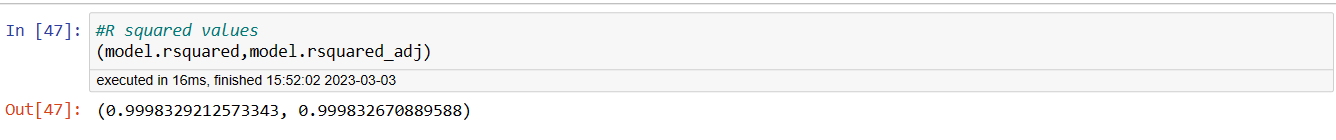 In [47]: #R squared values
(model.rsquared,model.rsquared_adj)
executed in 16ms, finished 15:52:02 2023-03-03
Out[47]: (0.9998329212573343, 0.999832670889588)